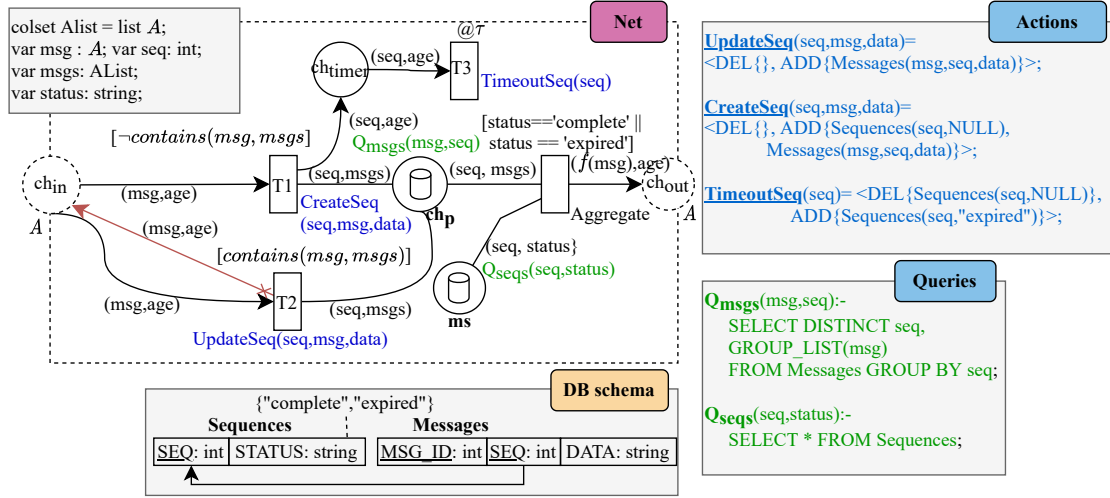 colset Alist = list A;
var msg : A; var seq: int;
var msgs: AList;
var status: string;
Net
@τ
ch_timer
(seq,age)
T3
TimeoutSeq(seq)
[¬contains(msg, msgs]
(seq,age)
Q_msgs(msg,seq)
[status=='complete' ||
status == 'expired']
ch_in
(msg,age)
T1
(seq,msgs)
(seq, msgs)
(f(msg),age)
ch_out
A
CreateSeq
(seq,msg,data)
ch_p
Aggregate
A
(msg,age)
[contains(msg, msgs)]
(seq, status}
Q_seqs(seq,status)
(msg,age)
T2
(seq,msgs)
ms
UpdateSeq(seq,msg,data)
Actions
UpdateSeq(seq,msg,data)=
<DEL{}, ADD{Messages(msg,seq,data)}>;
CreateSeq(seq,msg,data)=
<DEL{}, ADD{Sequences(seq,NULL),
Messages(msg,seq,data)}>;
TimeoutSeq(seq)= <DEL{Sequences(seq,NULL)},
ADD{Sequences(seq,"expired")}>;
Queries
Q_msgs(msg,seq):-
SELECT DISTINCT seq,
GROUP_LIST(msg)
FROM Messages GROUP BY seq;
Q_seqs(seq,status):-
SELECT * FROM Sequences;
DB schema
{"complete","expired"}
Sequences
Messages
SEQ: int
STATUS: string
MSG_ID: int
SEQ: int
DATA: string